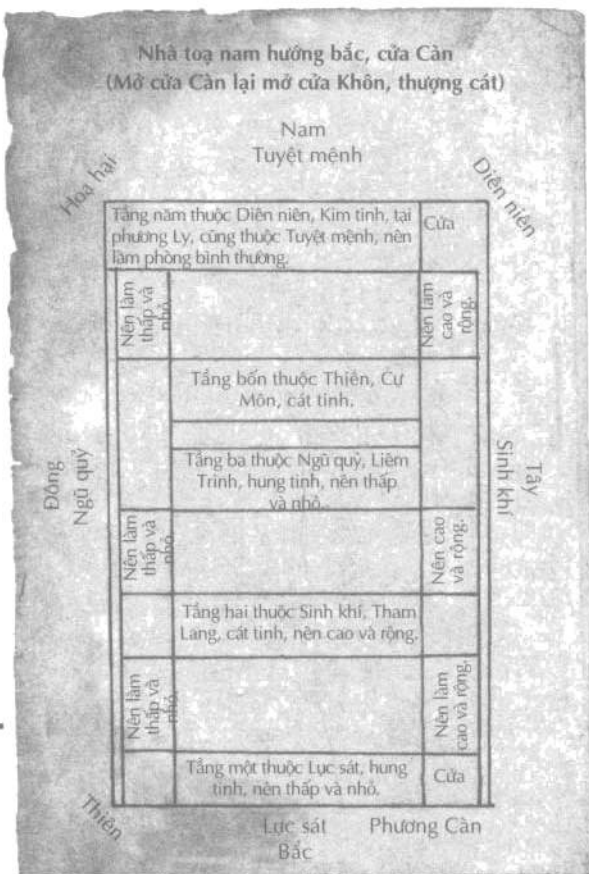 Nhà toạ nam hướng bắc, cửa Càn
(Mở cửa Càn lại mở cửa Khôn, thượng cát)
Nam
Tuyệt mệnh
Hoạ hại
Diên niên
Tầng năm thuộc Diên niên, Kim tinh, tại
phương Ly, cũng thuộc Tuyệt mệnh, nên
làm phòng bình thường.
Cửa
Nên làm
thấp và
nhỏ.
Nên làm
cao và
rộng.
Tầng bốn thuộc Thiên, Cự
Môn, cát tinh.
Đông
Ngũ quỷ
Tầng ba thuộc Ngũ quỷ, Liêm
Trinh, hung tinh, nên thấp
và nhỏ.
Tây
Sinh khí
Nên làm
thấp và
nhỏ.
Nên cao
và rộng.
Tầng hai thuộc Sinh khí, Tham
Lang, cát tinh, nên cao và rộng.
Nên làm
thấp và
nhỏ.
Nên làm
cao và rộng.
Tầng một thuộc Lục sát, hung
tinh, nên thấp và nhỏ.
Cửa
Thiên
Lục sát
Phương Càn
Bắc